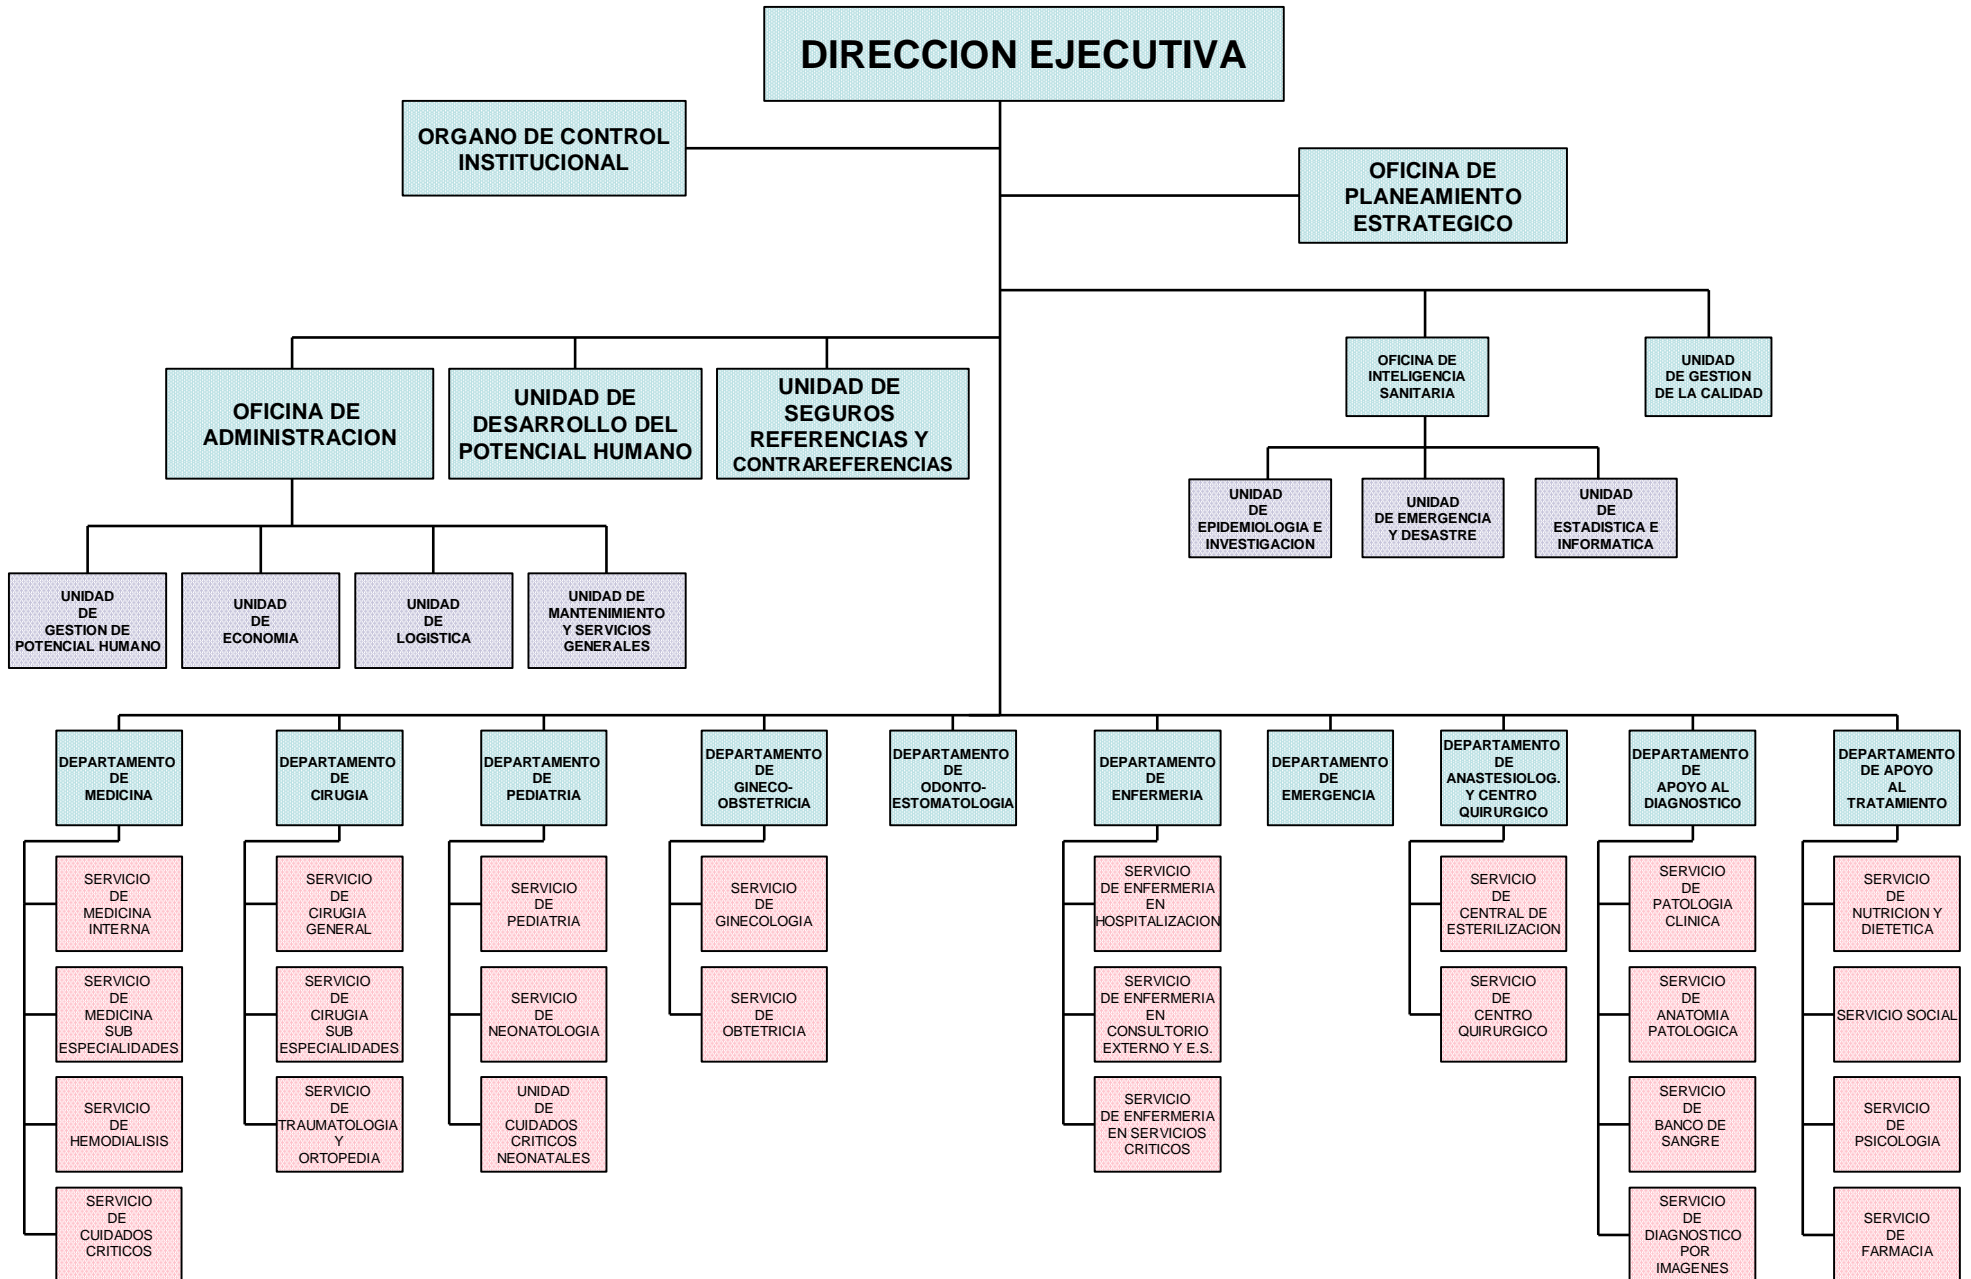 DIRECCION EJECUTIVA
ORGANO DE CONTROL
INSTITUCIONAL
OFICINA DE
PLANEAMIENTO
ESTRATEGICO
OFICINA DE
INTELIGENCIA
SANITARIA
UNIDAD
DE GESTION
DE LA CALIDAD
OFICINA DE
ADMINISTRACION
UNIDAD DE
DESARROLLO DEL
POTENCIAL HUMANO
UNIDAD DE
SEGUROS
REFERENCIAS Y
CONTRAREFERENCIAS
UNIDAD
DE
EPIDEMIOLOGIA E
INVESTIGACION
UNIDAD
DE EMERGENCIA
Y DESASTRE
UNIDAD
DE
ESTADISTICA E
INFORMATICA
UNIDAD
DE
GESTION DE
POTENCIAL HUMANO
UNIDAD
DE
ECONOMIA
UNIDAD
DE
LOGISTICA
UNIDAD DE
MANTENIMIENTO
Y SERVICIOS
GENERALES
DEPARTAMENTO
DE
MEDICINA
DEPARTAMENTO
DE
CIRUGIA
DEPARTAMENTO
DE
PEDIATRIA
DEPARTAMENTO
DE
GINECO-
OBSTETRICIA
DEPARTAMENTO
DE
ODONTO-
ESTOMATOLOGIA
DEPARTAMENTO
DE
ENFERMERIA
DEPARTAMENTO
DE
EMERGENCIA
DEPARTAMENTO
DE
ANASTESIOLOG.
Y CENTRO
QUIRURGICO
DEPARTAMENTO
DE
APOYO AL
DIAGNOSTICO
DEPARTAMENTO
DE APOYO
AL
TRATAMIENTO
SERVICIO
DE
MEDICINA
INTERNA
SERVICIO
DE
CIRUGIA
GENERAL
SERVICIO
DE
PEDIATRIA
SERVICIO
DE
GINECOLOGIA
SERVICIO
DE ENFERMERIA
EN
HOSPITALIZACION
SERVICIO
DE
CENTRAL DE
ESTERILIZACION
SERVICIO
DE
PATOLOGIA
CLINICA
SERVICIO
DE
NUTRICION Y
DIETETICA
SERVICIO
DE
MEDICINA
SUB
ESPECIALIDADES
SERVICIO
DE
CIRUGIA
SUB
ESPECIALIDADES
SERVICIO
DE
NEONATOLOGIA
SERVICIO
DE
OBTETRICIA
SERVICIO
DE ENFERMERIA
EN
CONSULTORIO
EXTERNO Y E.S.
SERVICIO
DE
CENTRO
QUIRURGICO
SERVICIO
DE
ANATOMIA
PATOLOGICA
SERVICIO SOCIAL
SERVICIO
DE
HEMODIALISIS
SERVICIO
DE
TRAUMATOLOGIA
Y
ORTOPEDIA
UNIDAD
DE
CUIDADOS
CRITICOS
NEONATALES
SERVICIO
DE ENFERMERIA
EN SERVICIOS
CRITICOS
SERVICIO
DE
BANCO DE
SANGRE
SERVICIO
DE
PSICOLOGIA
SERVICIO
DE
CUIDADOS
CRITICOS
SERVICIO
DE
DIAGNOSTICO
POR
IMAGENES
SERVICIO
DE
FARMACIA